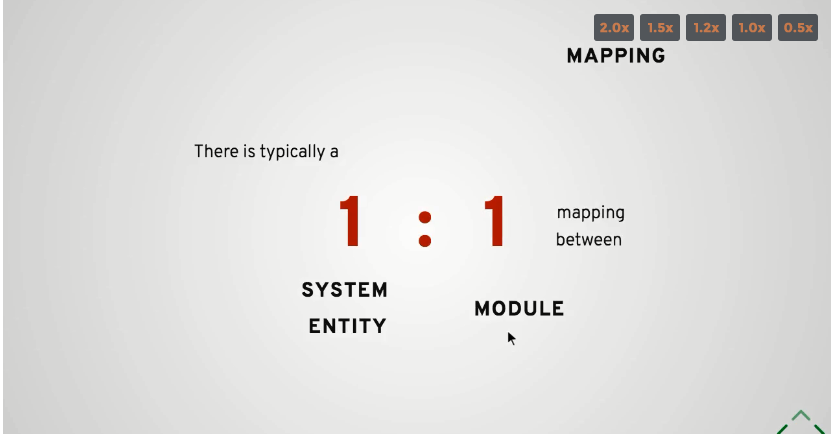 2.0x 1.5x 1.2x 1.0x 0.5x
MAPPING
There is typically a
1 : 1
mapping
between
SYSTEM
ENTITY
MODULE